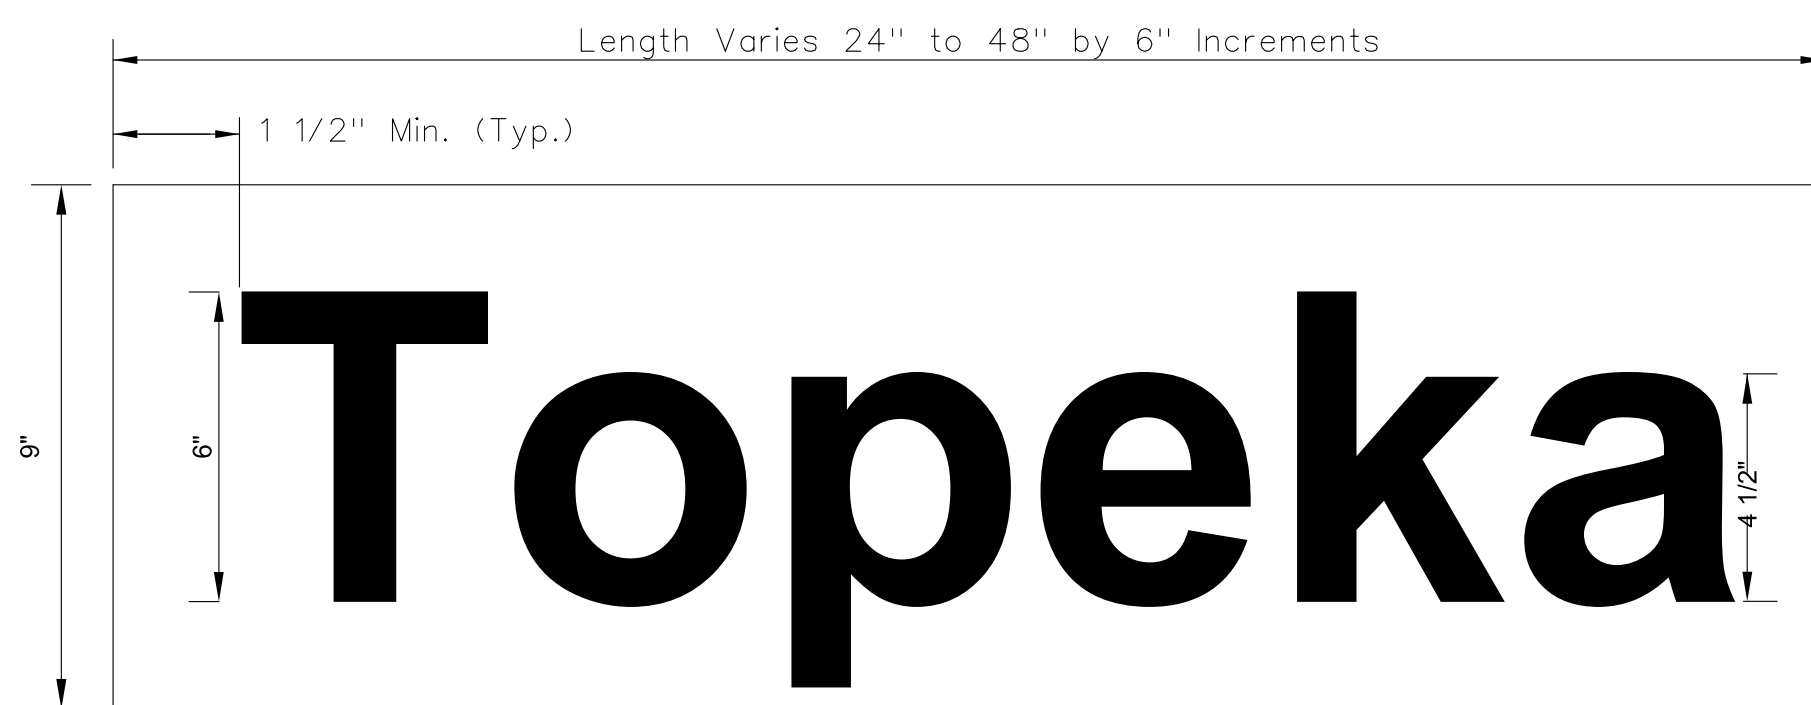 Length Varies 24" to 48" by 6" Increments
1 1/2" Min. (Typ.)
9"
6"
Topeka
4 1/2"